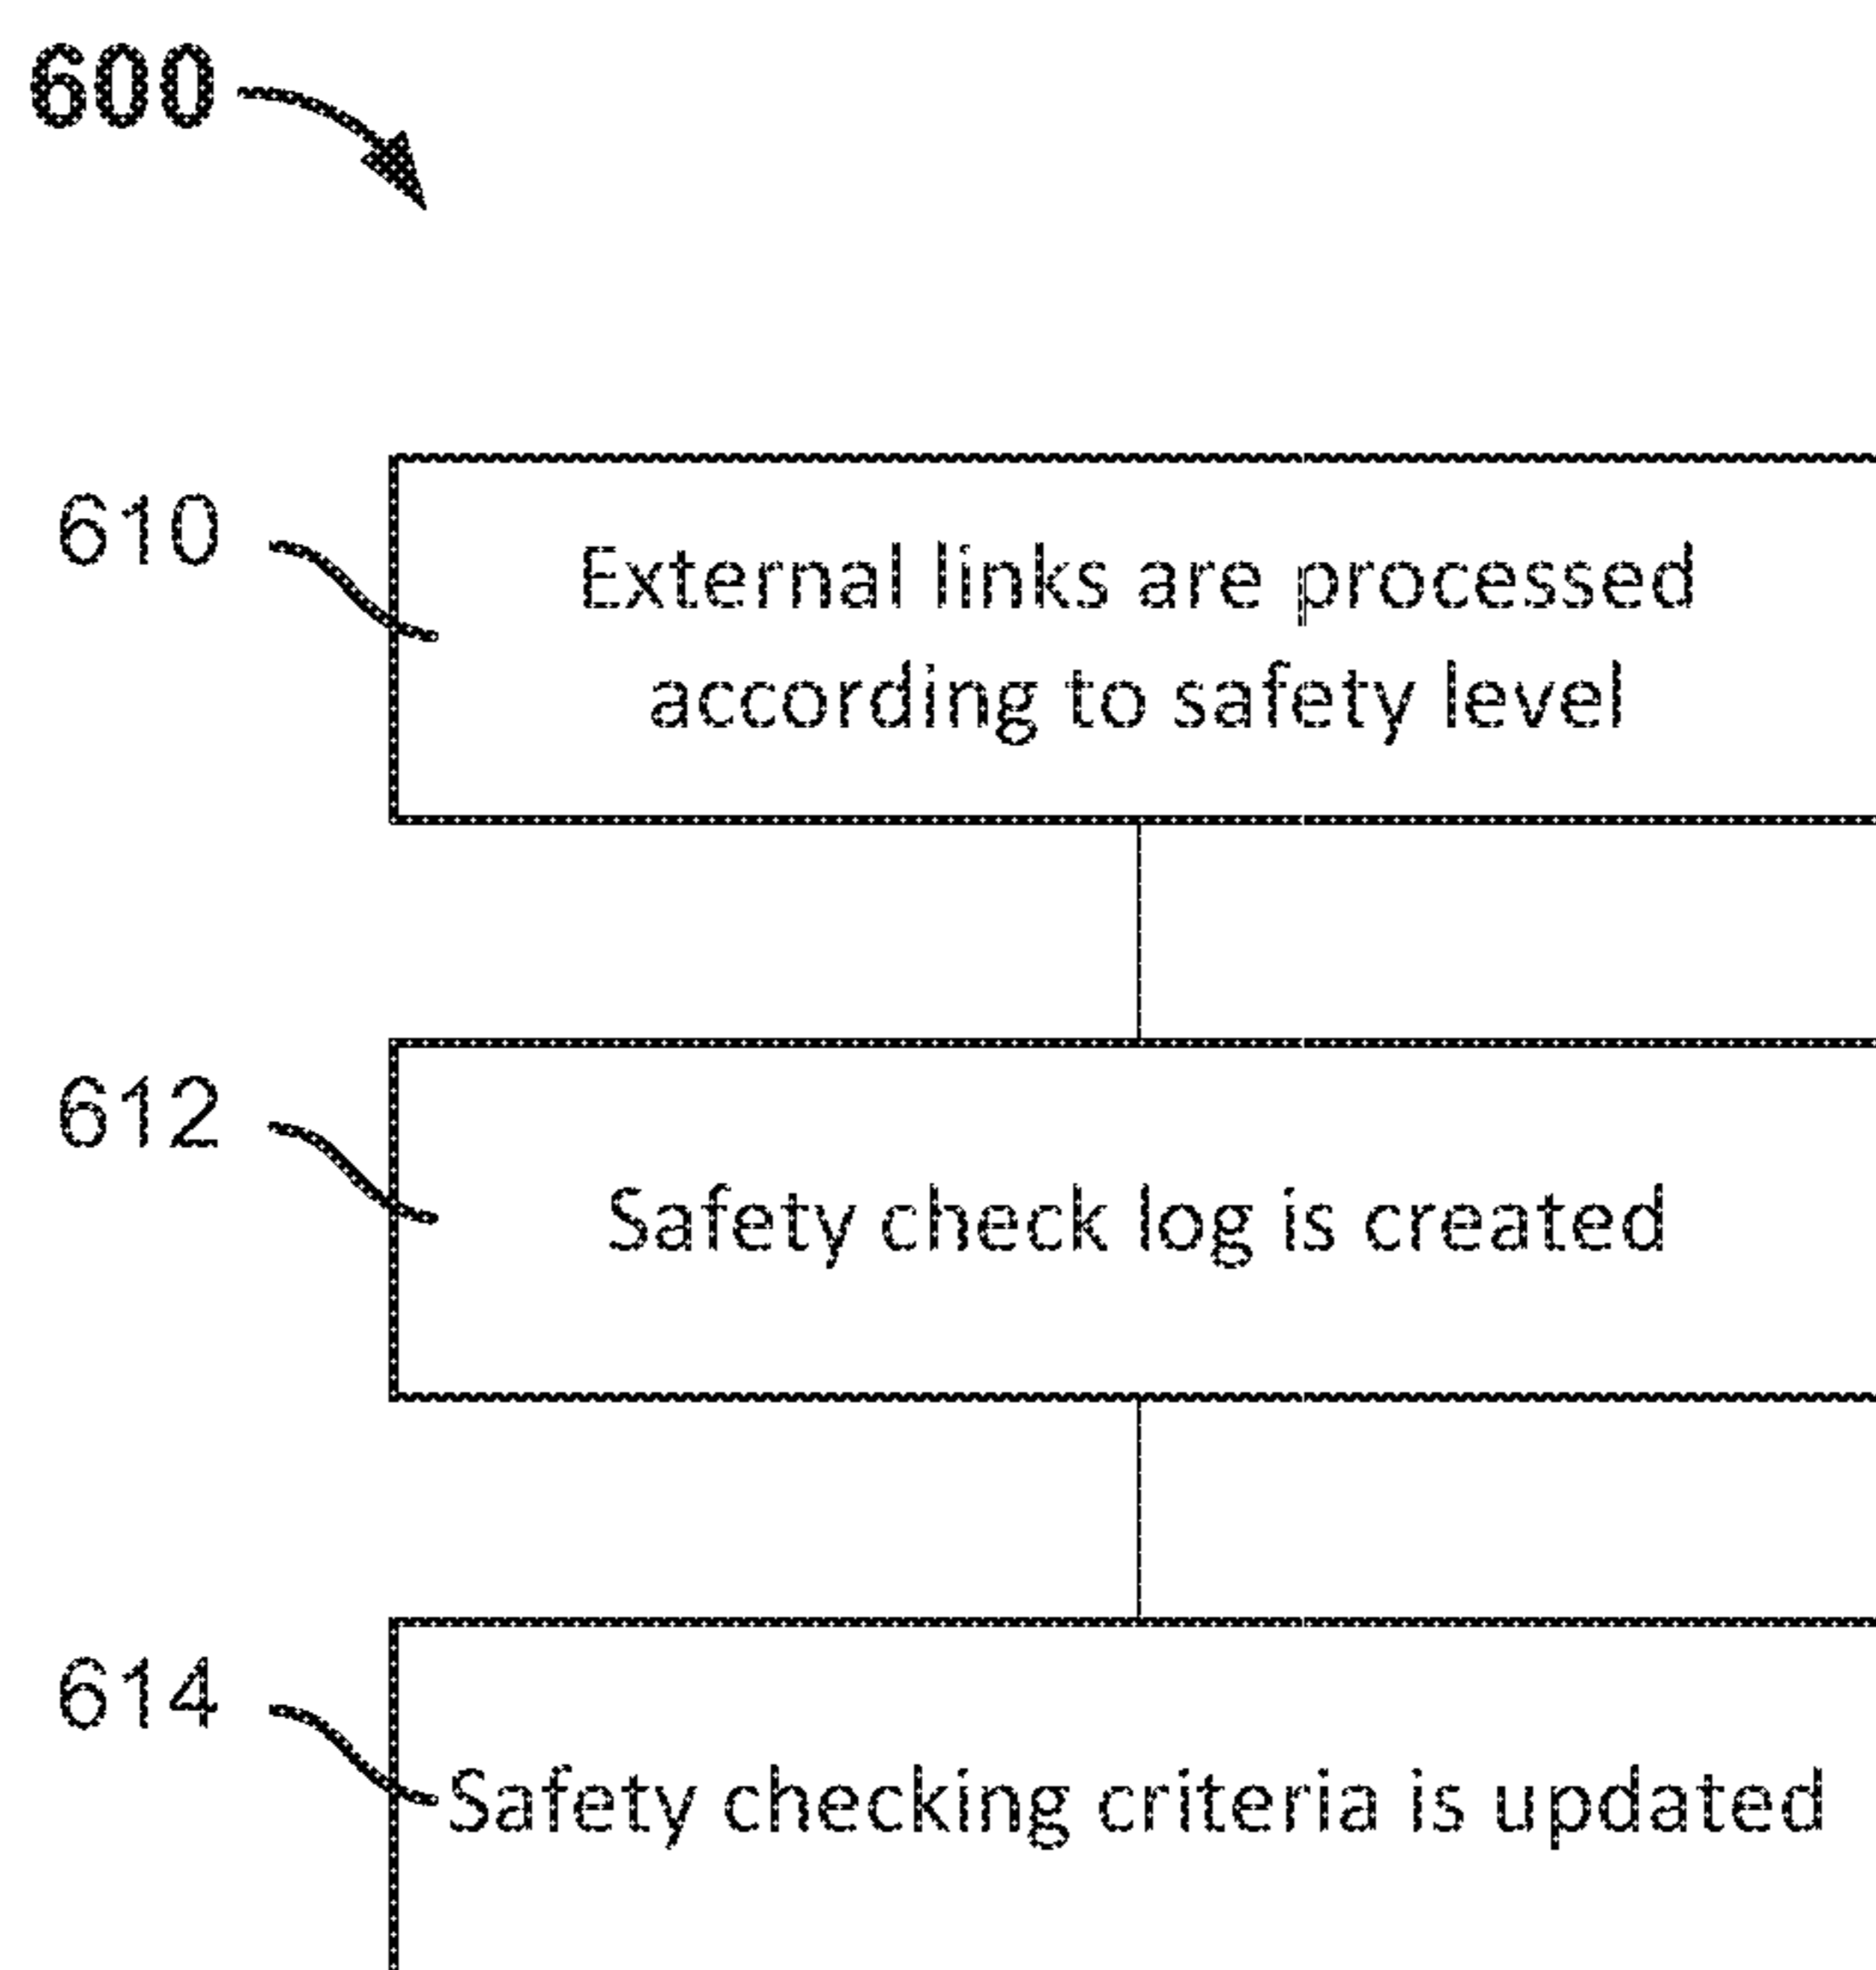 600
610
External links are processed
according to safety level
612
Safety check log is created
614
Safety checking criteria is updated